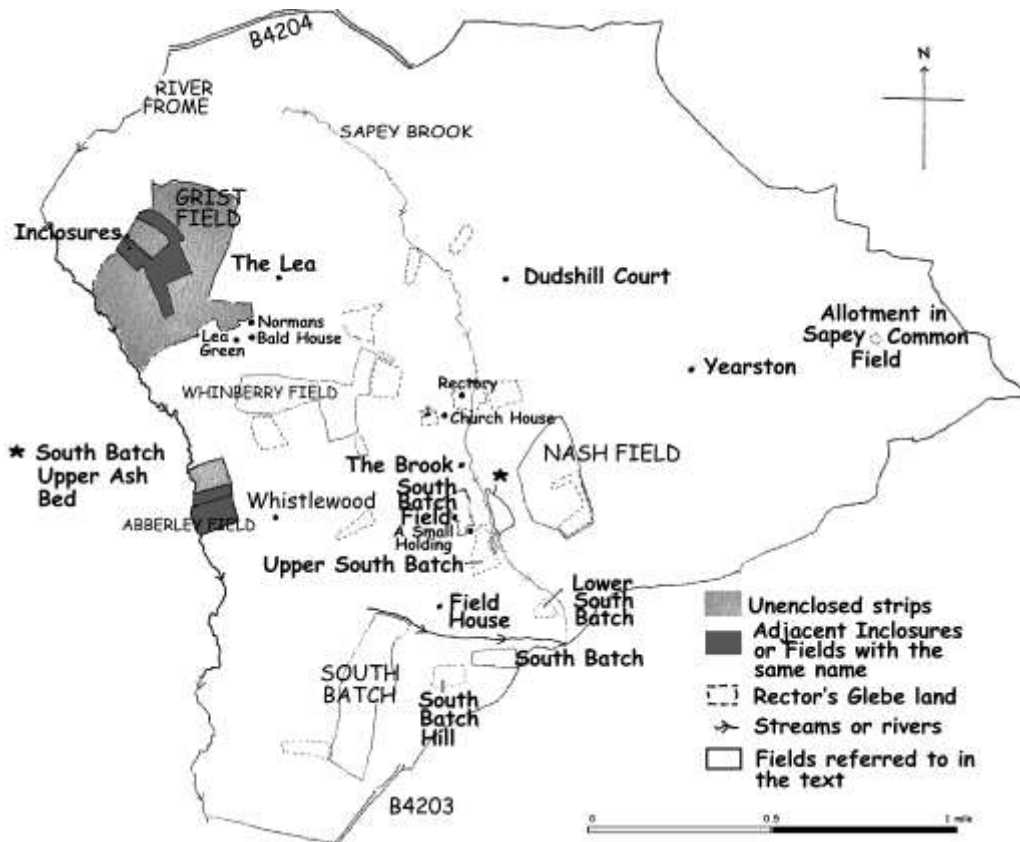 B4204
RIVER
FROME
N
SAPEY BROOK
GRIST
FIELD
Inclosures
The Lea
Dudshill Court
Normans
Lea
Green
Bald House
Allotment in
Sapey Common
Field
Yearston
WHINBERRY FIELD
Rectory
Church House
★ South Batch
Upper Ash
Bed
The Brook
★
NASH FIELD
South
Batch
Field
Whistlewood
ABBERLEY FIELD
A Small
Holding
Upper South Batch
Lower
South
Batch
Field
House
South Batch
SOUTH
BATCH
South
Batch
Hill
B4203
Unenclosed strips
Adjacent Inclosures
or Fields with the
same name
Rector's Glebe land
Streams or rivers
Fields referred to in
the text
0 0.5 1 mile